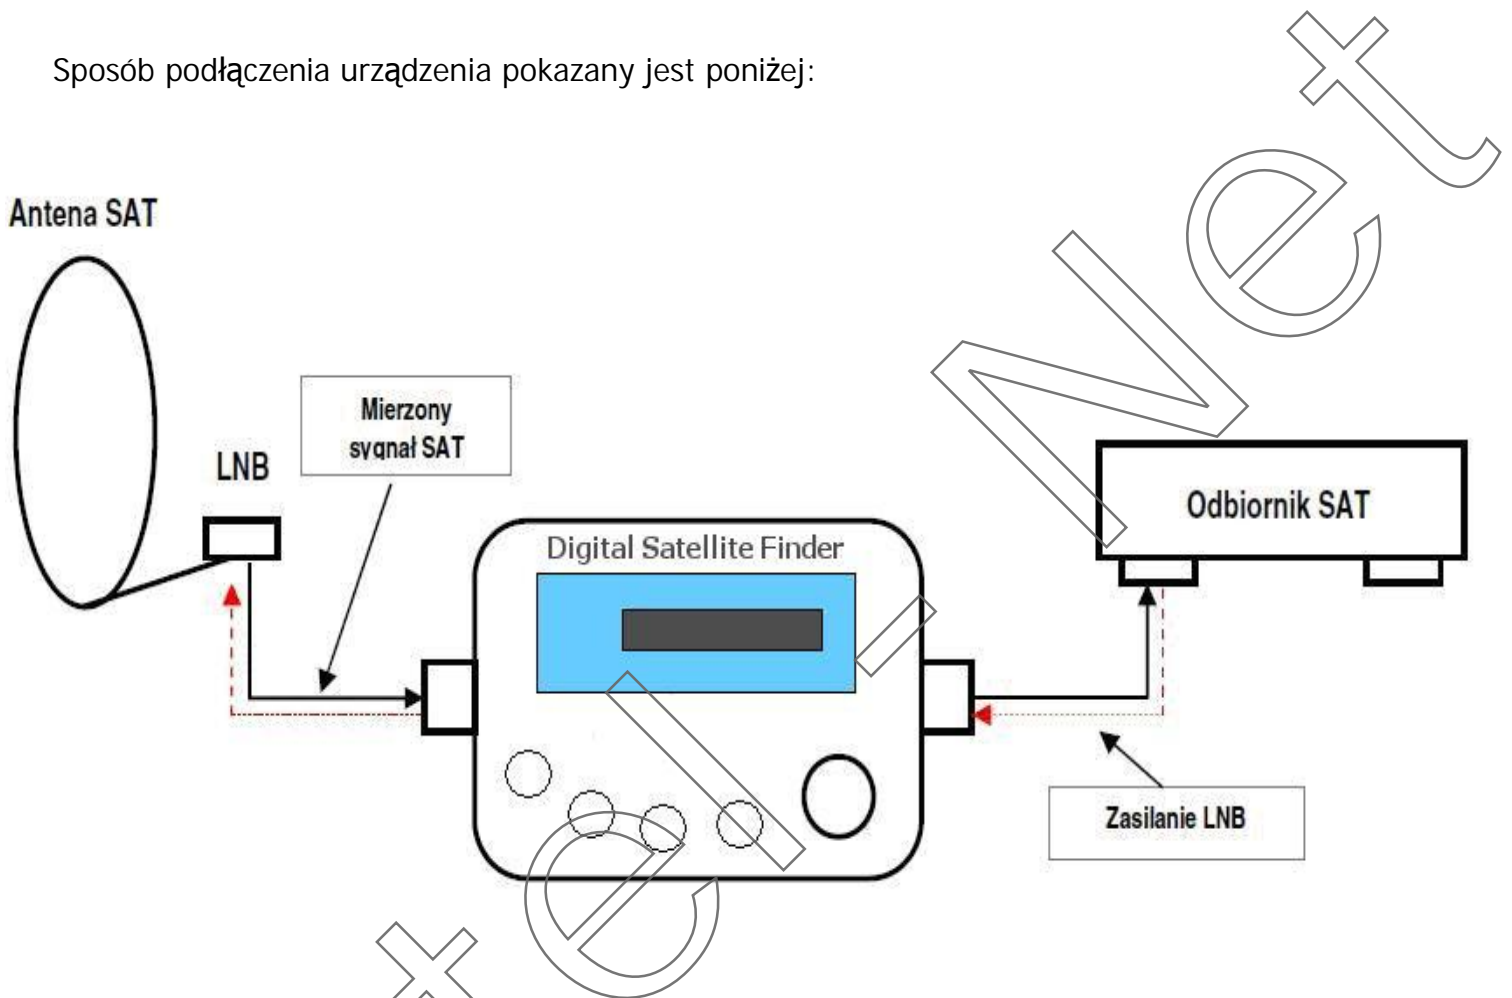 Sposób podłączenia urządzenia pokazany jest poniżej:
Antena SAT
Mierzony
sygnał SAT
LNB
Odbiornik SAT
Digital Satellite Finder
Zasilanie LNB